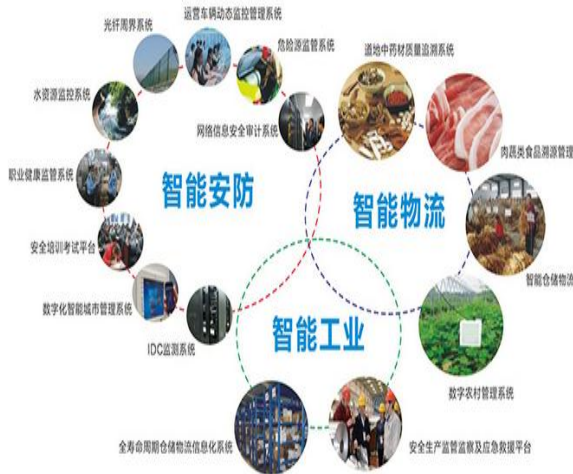 运营车辆动态监控管理系统
光纤周界系统
危险源监管系统
道地中药材质量追溯系统
水资源监控系统
网络信息安全审计系统
肉蔬类食品溯源管理
职业健康监管系统
智能安防
智能物流
安全培训考试平台
智能仓储物流
数字化智能城市管理系统
IDC监测系统
智能工业
数字农村管理系统
全寿命周期仓储物流信息化系统
安全生产监管监察及应急救援平台